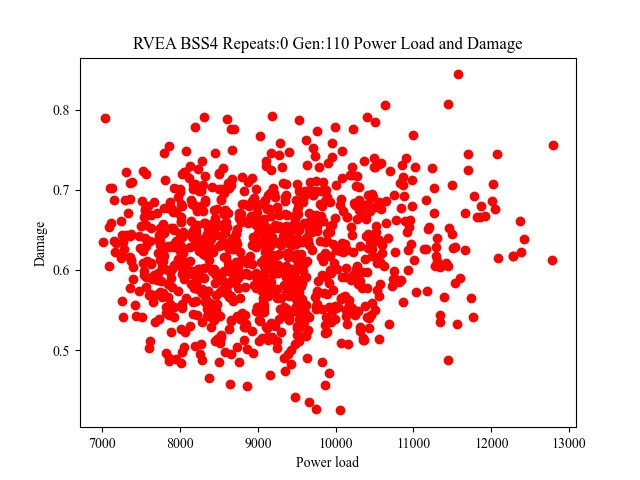 RVEA BSS4 Repeats:0 Gen:110 Power Load and Damage
0.8
0.7
0.6
0.5
Damage
7000 8000 9000 10000 11000 12000 13000
Power load